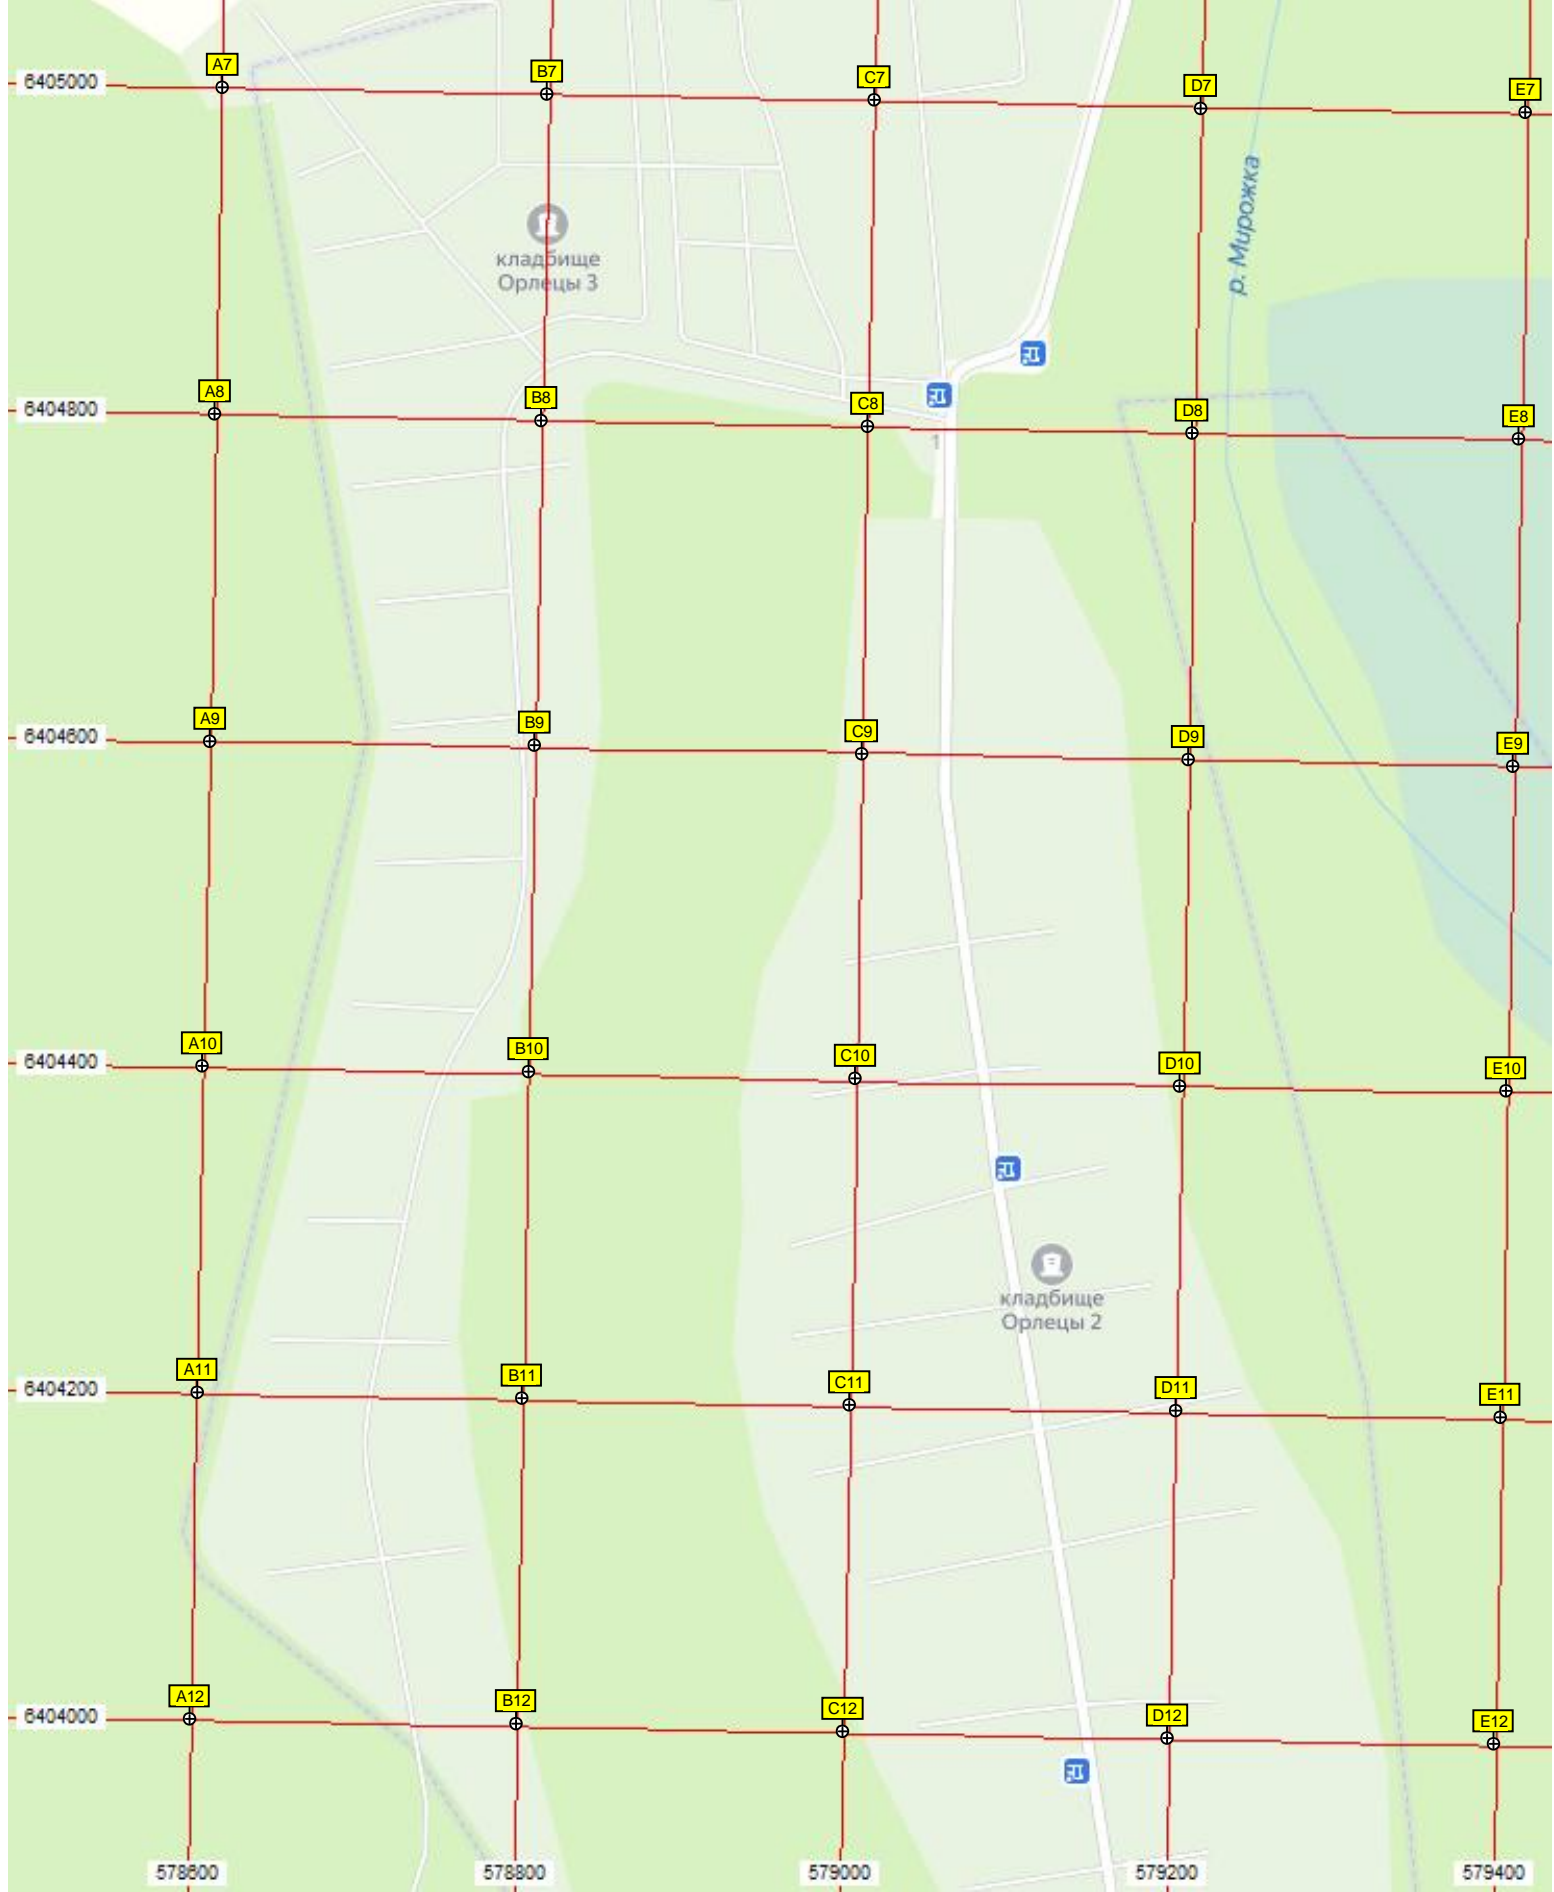 A7
B7
C7
D7
E7
6405000
р. Мирожка
кладбище
Орлецы 3
A8
B8
C8
D8
E8
6404800
1
A9
B9
C9
D9
E9
6404600
A10
B10
C10
D10
E10
6404400
кладбище
Орлецы 2
A11
B11
C11
D11
E11
6404200
A12
B12
C12
D12
E12
6404000
578600
578800
579000
579200
579400